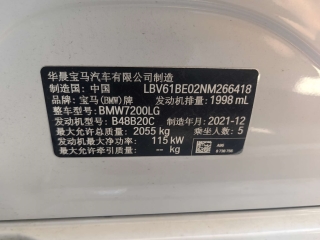 华晨宝马汽车有限公司制造
制造国: 中国 LBV61BE02NM266418
品牌: 宝马(BMW)牌 发动机排量: 1998 mL
整车型号: BMW7200LG
发动机型号: B48B20C 制造年月: 2021-12
最大允许总质量: 2055 kg 乘坐人数: 5
发动机最大净功率: 115 kW
最大允许牵引质量: -- kg